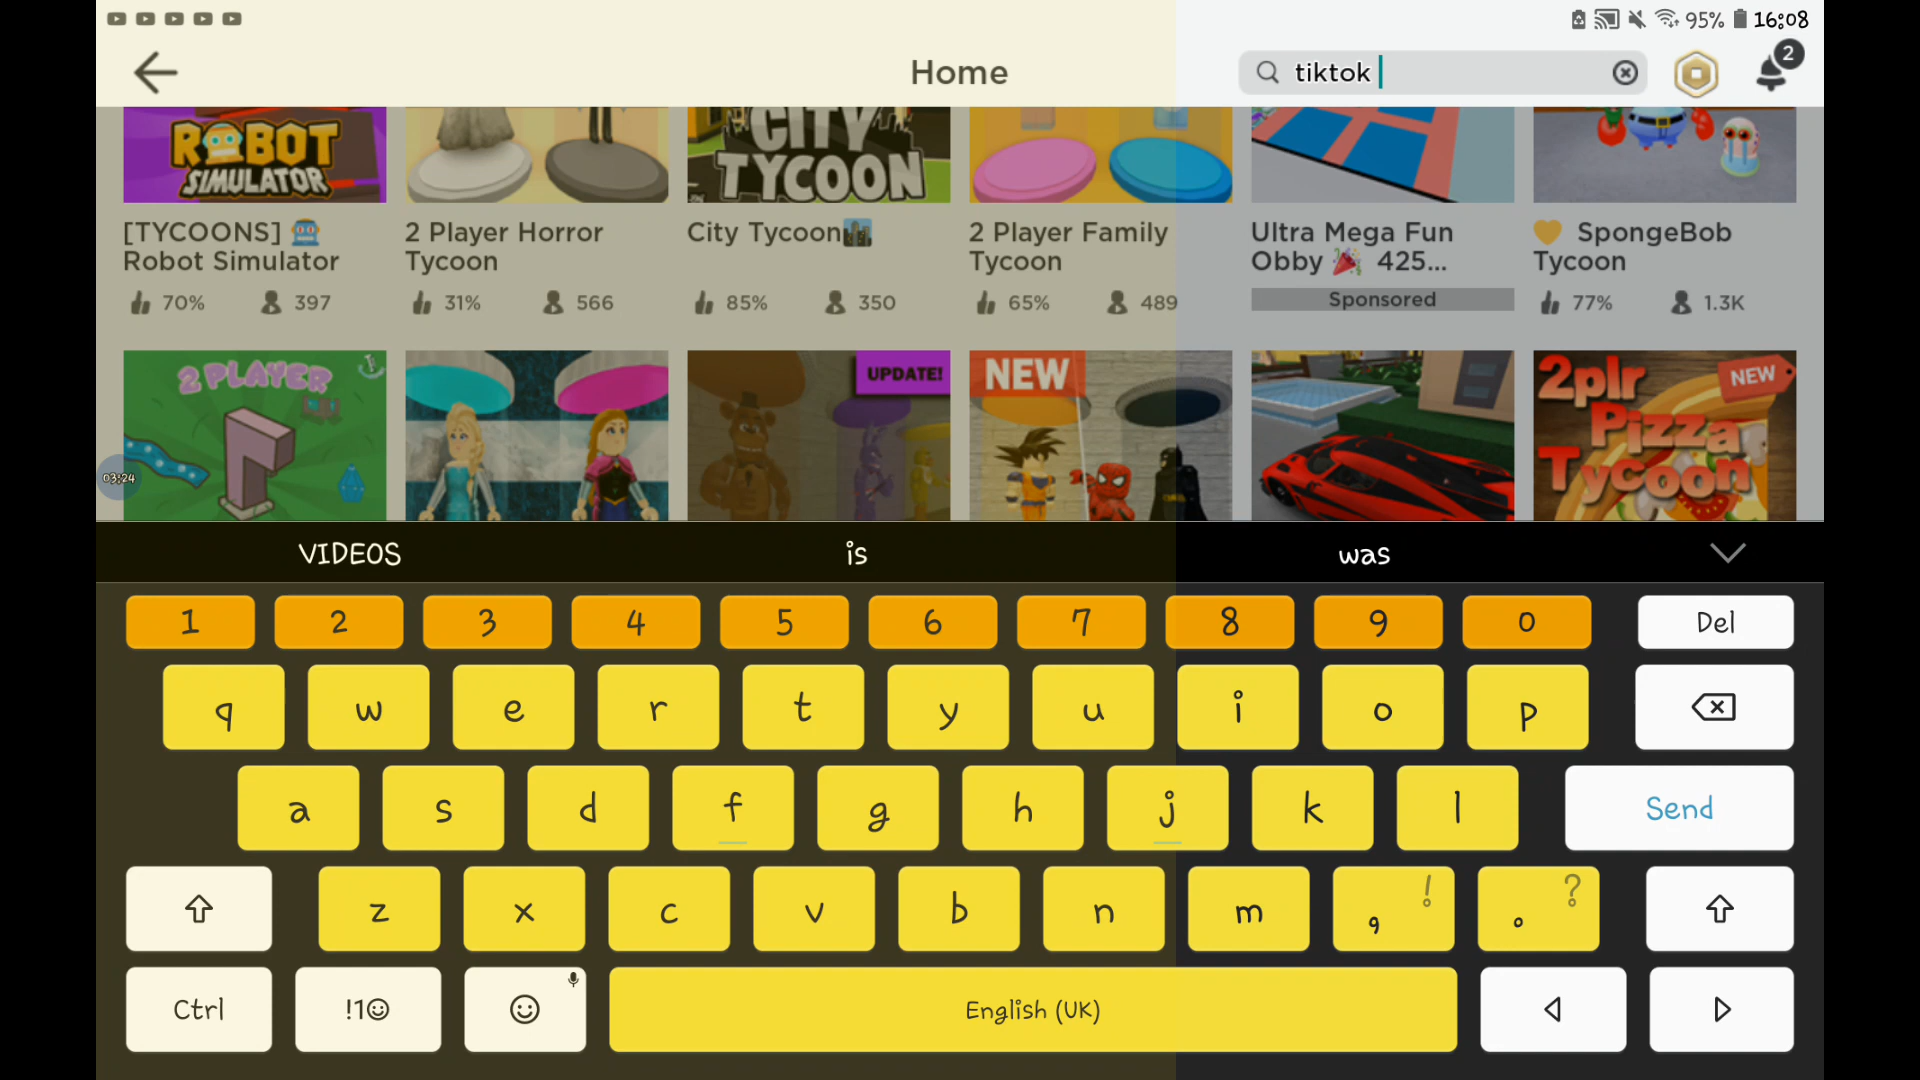 95% 16:08
Home
tiktok
2
ROBOT
SIMULATOR
CITY
TYCOON
[TYCOONS] 🤖
Robot Simulator
2 Player Horror
Tycoon
City Tycoon🏙️
2 Player Family
Tycoon
Ultra Mega Fun
Obby 🎉 425...
💛 SpongeBob
Tycoon
70% 397
31% 566
85% 350
65% 489
Sponsored
77% 1.3K
2 PLAYER
UPDATE!
NEW
2plr
Pizza
Tycoon
NEW
03:24
VIDEOS is was
1 2 3 4 5 6 7 8 9 0 Del
q w e r t y u i o p
a s d f g h j k l Send
z x c v b n m , ! . ?
Ctrl !1☺ English (UK)